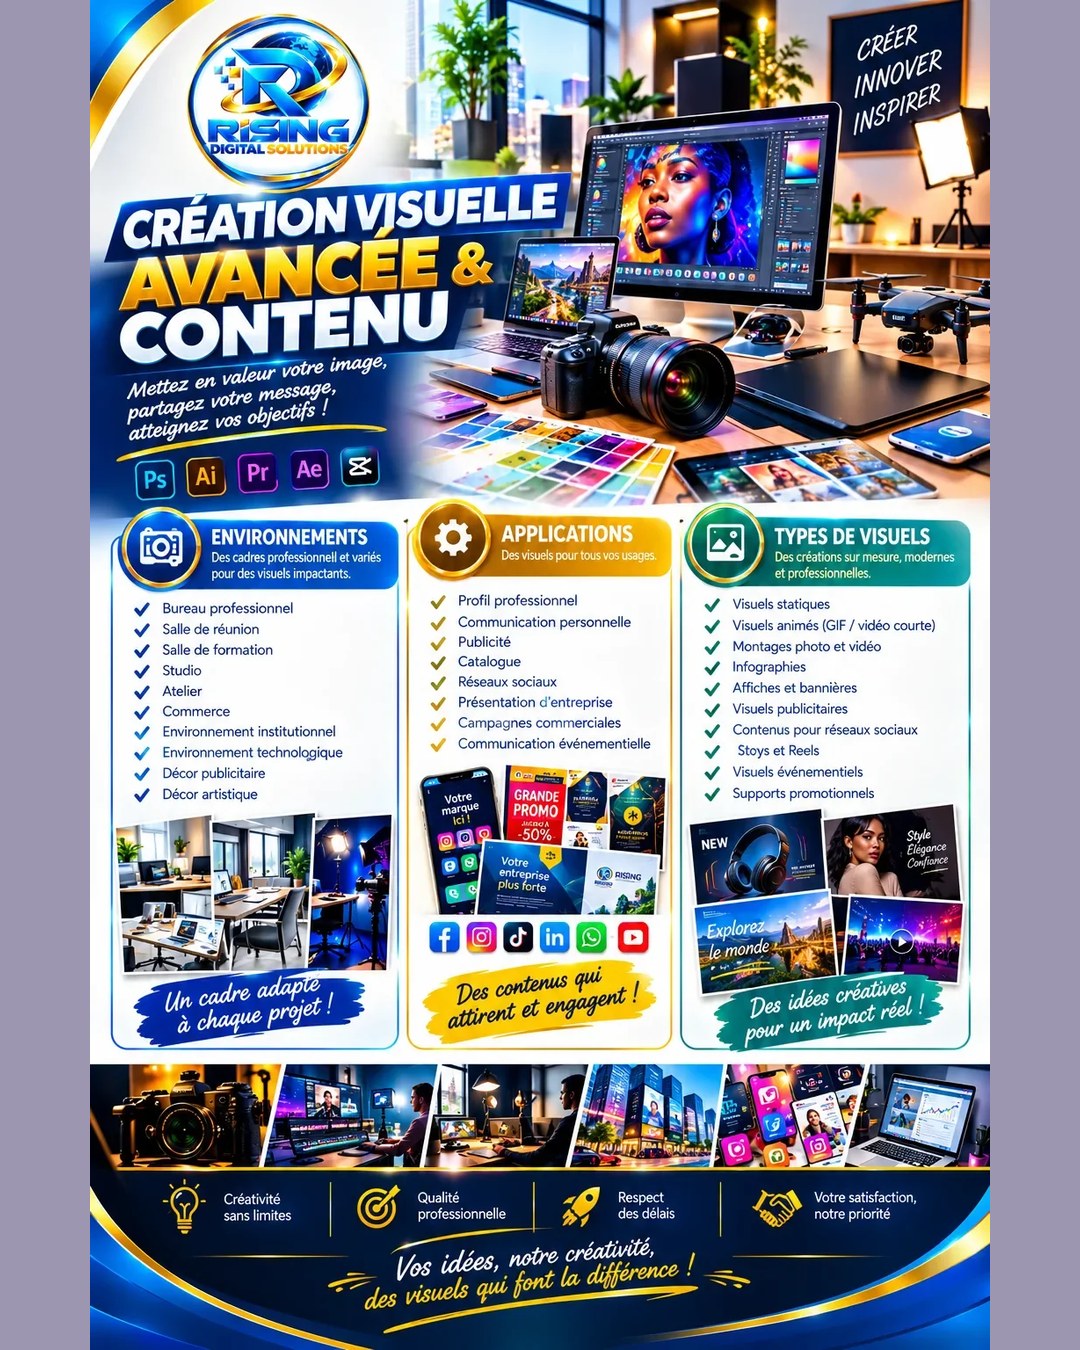 RISING
DIGITAL SOLUTIONS
CRÉER
INNOVER
INSPIRER
CRÉATION VISUELLE
AVANCÉE &
CONTENU
Mettez en valeur votre image,
partagez votre message,
atteignez vos objectifs !
Ps Ai Pr Ae
ENVIRONNEMENTS
Des cadres professionnell et variés
pour des visuels impactants.
Bureau professionnel
Salle de réunion
Salle de formation
Studio
Atelier
Commerce
Environnement institutionnel
Environnement technologique
Décor publicitaire
Décor artistique
Un cadre adapté
à chaque projet !
APPLICATIONS
Des visuels pour tous vos usages.
Profil professionnel
Communication personnelle
Publicité
Catalogue
Réseaux sociaux
Présentation d'entreprise
Campagnes commerciales
Communication événementielle
Votre
marque
ici !
GRANDE
PROMO
-50%
Votre
entreprise
plus forte
RISING
Des contenus qui
attirent et engagent !
TYPES DE VISUELS
Des créations sur mesure, modernes
et professionnelles.
Visuels statiques
Visuels animés (GIF / vidéo courte)
Montages photo et vidéo
Infographies
Affiches et bannières
Visuels publicitaires
Contenus pour réseaux sociaux
Stoys et Reels
Visuels événementiels
Supports promotionnels
NEW
Style
Élégance
Confiance
Explorez
le monde
Des idées créatives
pour un impact réel !
Créativité
sans limites
Qualité
professionnelle
Respect
des délais
Votre satisfaction,
notre priorité
Vos idées, notre créativité,
des visuels qui font la différence !